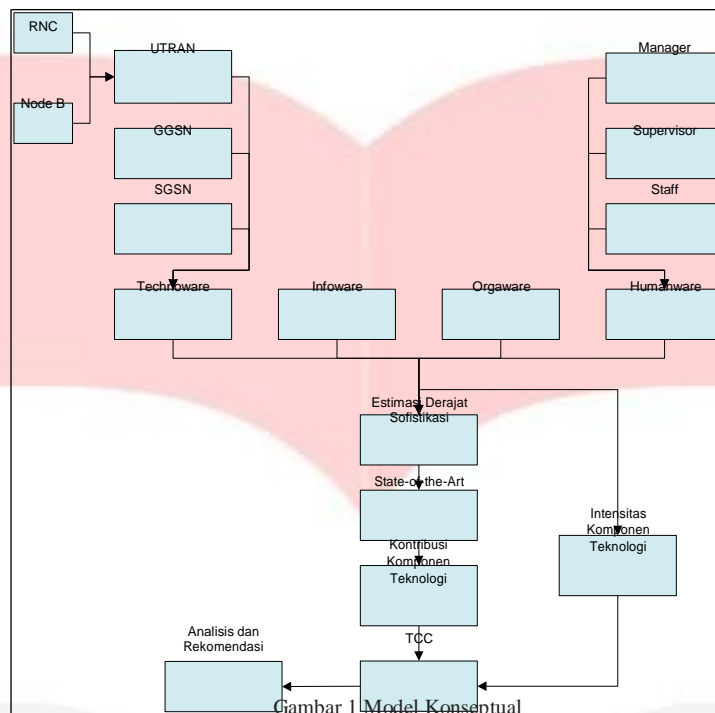 RNC
UTRAN
Manager
Node B
GGSN
Supervisor
SGSN
Staff
Technoware
Infoware
Orgaware
Humanware
Estimasi Derajat
Sofistikasi
State-of-the-Art
Kontribusi
Komponen
Teknologi
Intensitas
Komponen
Teknologi
TCC
Analisis dan
Rekomendasi
Gambar 1 Model Konseptual